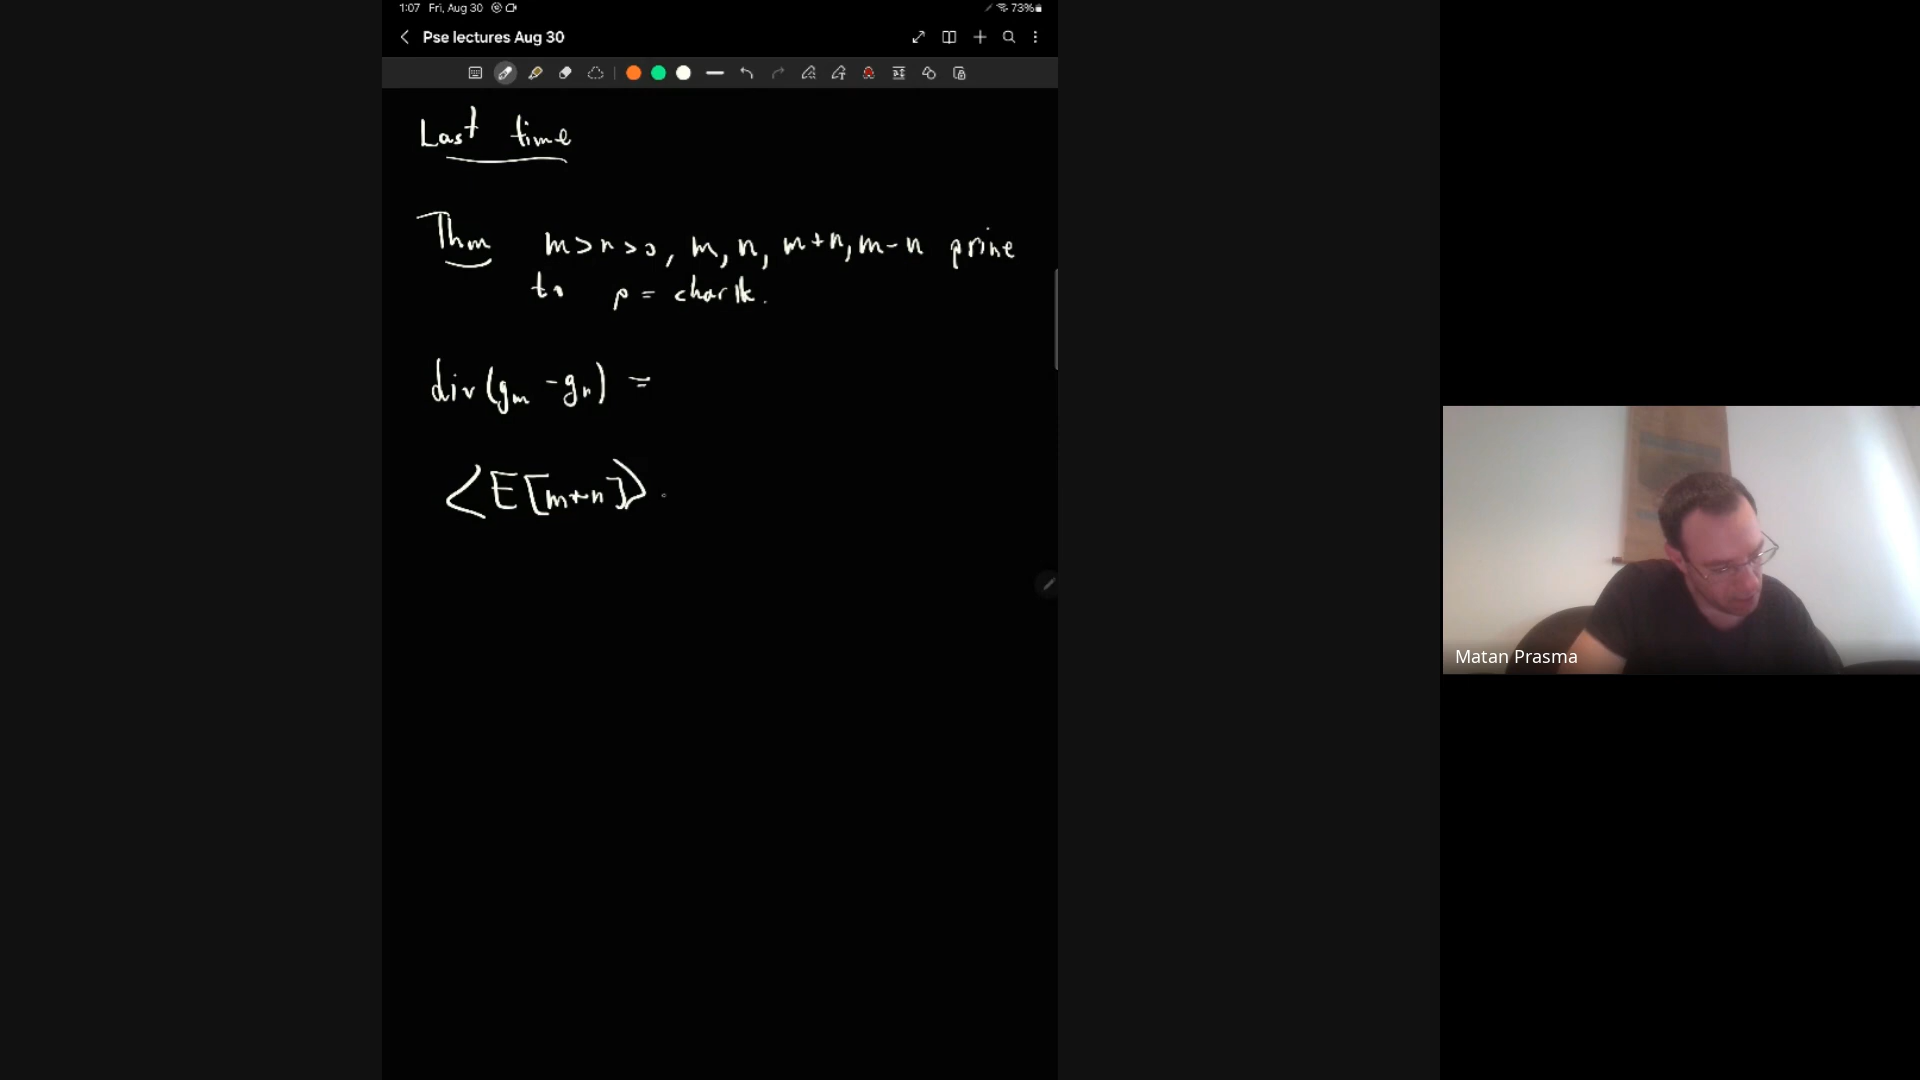 1:07 Fri, Aug 30
73%
Pse lectures Aug 30
Last time
Thm m>n>0, m, n, m+n, m-n prime
to p = char 𝕜.
div(gₘ - gₙ) =
<E[m+n]>
Matan Prasma